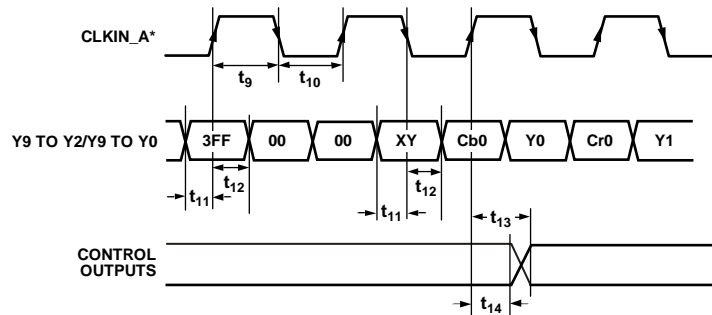 CLKIN_A*
t9
t10
Y9 TO Y2/Y9 TO Y0
3FF
00
00
XY
Cb0
Y0
Cr0
Y1
t11
t12
t11
t12
t13
CONTROL
OUTPUTS
t14